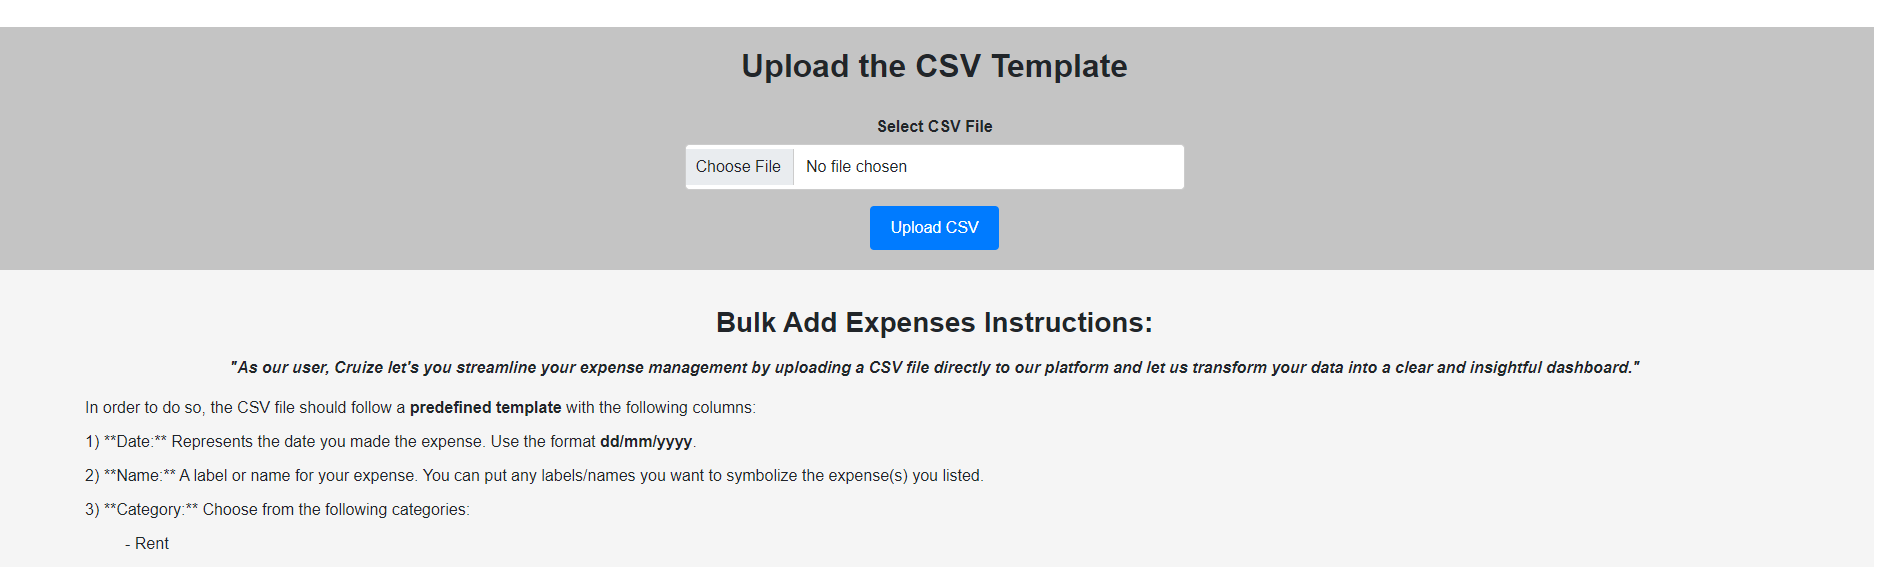 Upload the CSV Template
Select CSV File
Choose File No file chosen
Upload CSV
Bulk Add Expenses Instructions:
"As our user, Cruize let's you streamline your expense management by uploading a CSV file directly to our platform and let us transform your data into a clear and insightful dashboard."
In order to do so, the CSV file should follow a predefined template with the following columns:
1) **Date:** Represents the date you made the expense. Use the format dd/mm/yyyy.
2) **Name:** A label or name for your expense. You can put any labels/names you want to symbolize the expense(s) you listed.
3) **Category:** Choose from the following categories:
- Rent